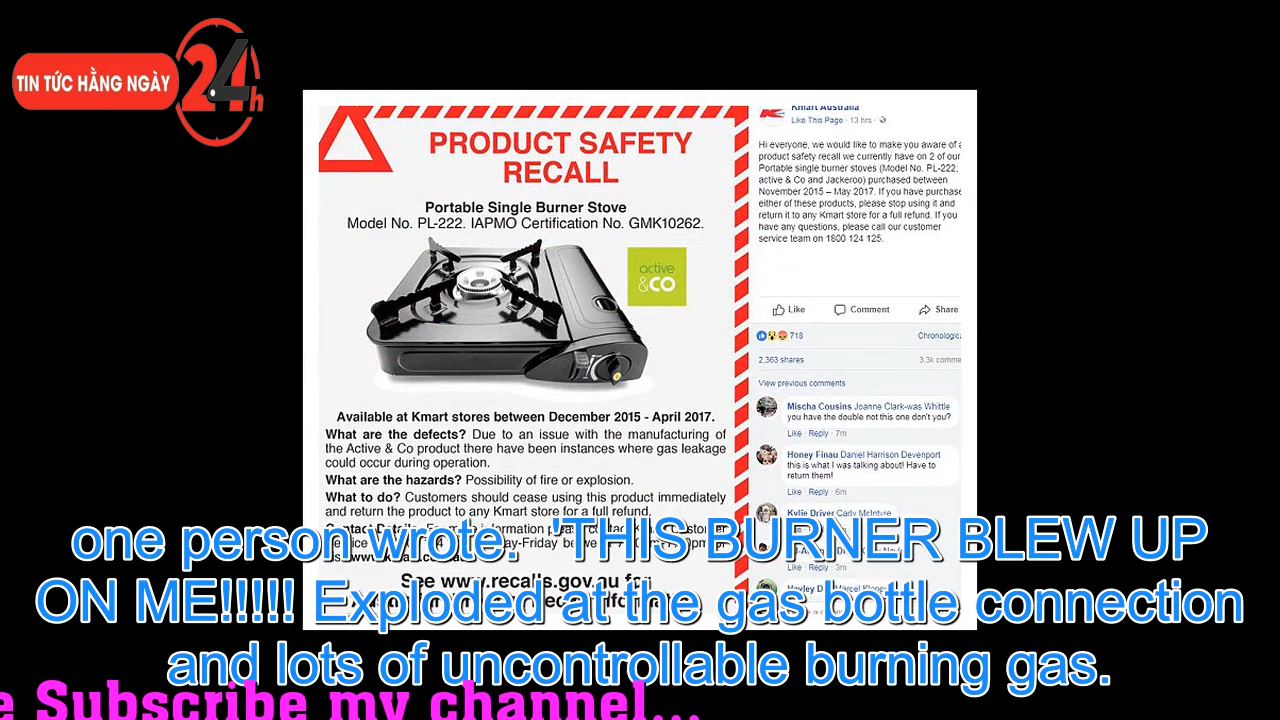 TIN TỨC HẰNG NGÀY
24h
PRODUCT SAFETY
RECALL
Portable Single Burner Stove
Model No. PL-222. IAPMO Certification No. GMK10262.
active
&CO
Available at Kmart stores between December 2015 - April 2017.
What are the defects? Due to an issue with the manufacturing of
the Active & Co product there have been instances where gas leakage
could occur during operation.
What are the hazards? Possibility of fire or explosion.
What to do? Customers should cease using this product immediately
and return the product to any Kmart store for a full refund.
See www.recalls.gov.au for
Kmart Australia
Like This Page · 13 hrs ·
Hi everyone, we would like to make you aware of a
product safety recall we currently have on 2 of our
Portable single burner stoves (Model No. PL-222;
active & Co and Jackeroo) purchased between
November 2015 – May 2017. If you have purchase
either of these products, please stop using it and
return it to any Kmart store for a full refund. If you
have any questions, please call our customer
service team on 1800 124 125.
Like Comment Share
718 Chronologica
2,363 shares 3.3k comme
View previous comments
Mischa Cousins Joanne Clark-was Whittle
you have the double not this one don't you?
Like · Reply · 7m
Honey Finau Daniel Harrison Devenport
this is what I was talking about! Have to
return them!
Like · Reply · 6m
Kylie Driver Carly McIntyre
Like · Reply · 3m
one person wrote. 'THIS BURNER BLEW UP
ON ME!!!!! Exploded at the gas bottle connection
and lots of uncontrollable burning gas.
e Subscribe my channel...